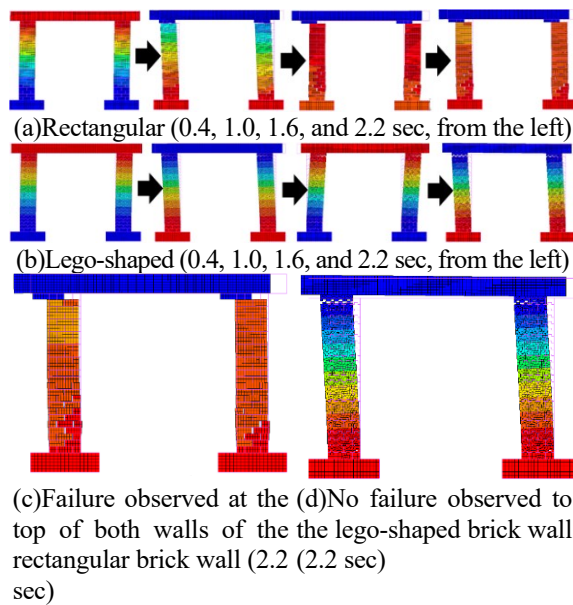 (a)Rectangular (0.4, 1.0, 1.6, and 2.2 sec, from the left)
(b)Lego-shaped (0.4, 1.0, 1.6, and 2.2 sec, from the left)
(c)Failure observed at the
top of both walls of the
rectangular brick wall (2.2
sec)
(d)No failure observed to
the lego-shaped brick wall
(2.2 sec)